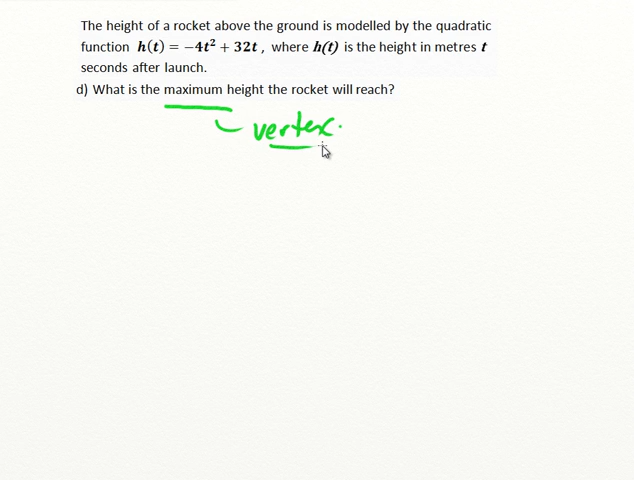 The height of a rocket above the ground is modelled by the quadratic
function h(t) = −4t² + 32t , where h(t) is the height in metres t
seconds after launch.
d) What is the maximum height the rocket will reach?
vertex.